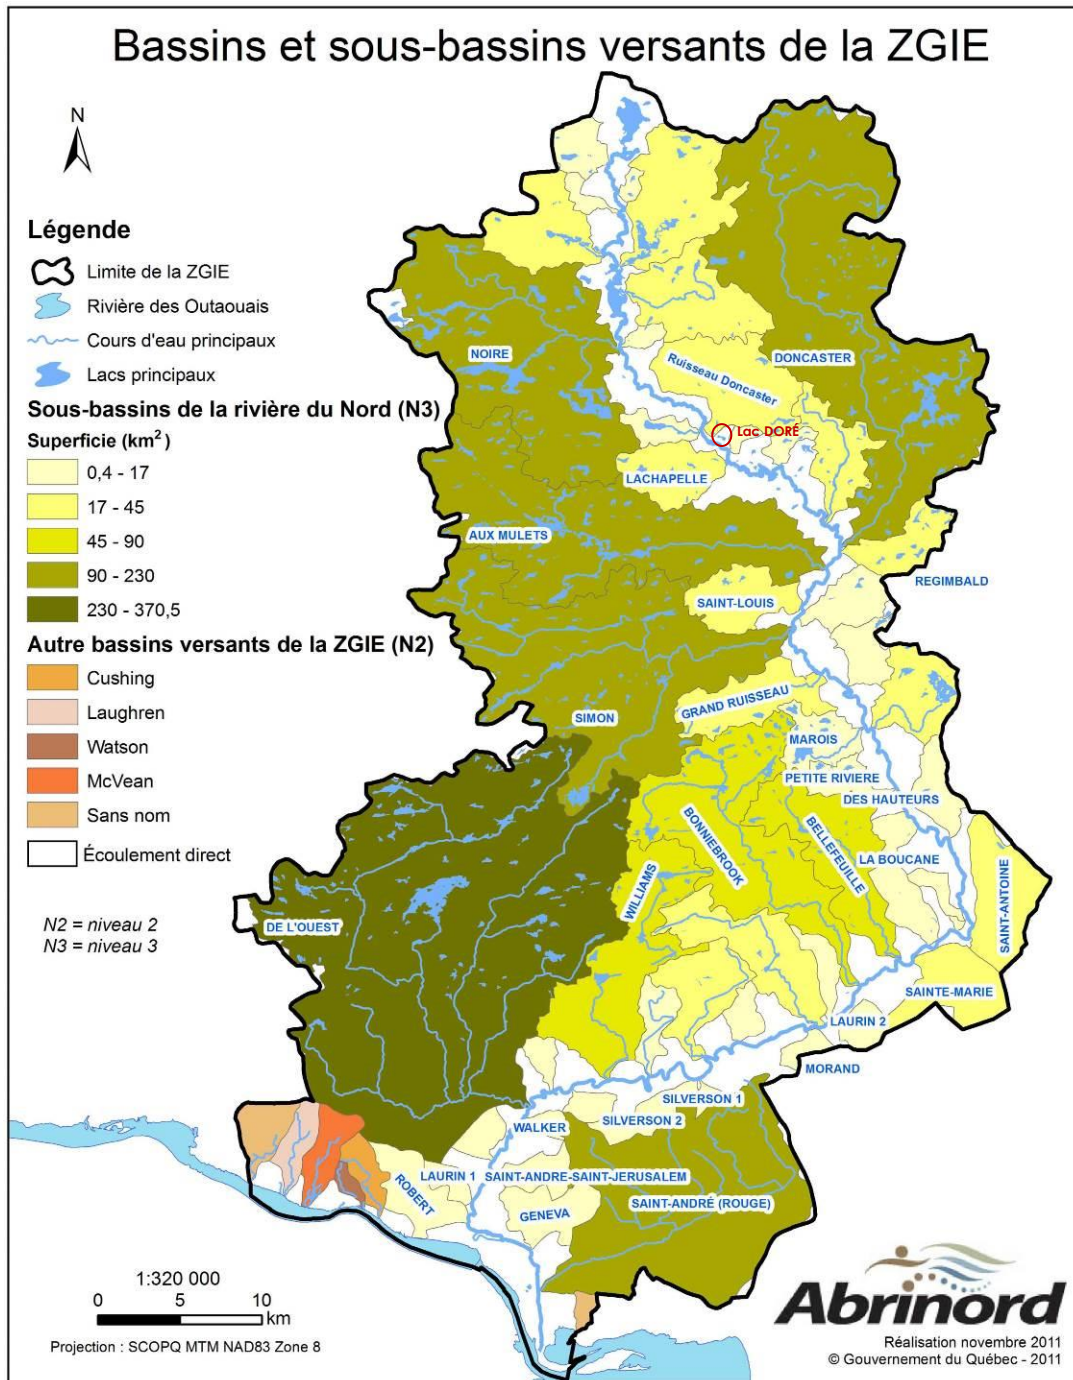 Bassins et sous-bassins versants de la ZGIE
N
Légende
Limite de la ZGIE
Rivière des Outaouais
Cours d'eau principaux
Lacs principaux
Sous-bassins de la rivière du Nord (N3)
Superficie (km²)
0,4 - 17
17 - 45
45 - 90
90 - 230
230 - 370,5
Autre bassins versants de la ZGIE (N2)
Cushing
Laughren
Watson
McVean
Sans nom
Écoulement direct
N2 = niveau 2
N3 = niveau 3
NOIRE
DONCASTER
Ruisseau Doncaster
Lac DORÉ
LACHAPELLE
AUX MULETS
REGIMBALD
SAINT-LOUIS
GRAND RUISSEAU
SIMON
MAROIS
PETITE RIVIERE
DES HAUTEURS
BONNIEBROOK
BELLEFEUILLE
LA BOUCANE
WILLIAMS
SAINT-ANTOINE
DE L'OUEST
SAINTE-MARIE
LAURIN 2
MORAND
SILVERSON 1
SILVERSON 2
WALKER
LAURIN 1
SAINT-ANDRE-SAINT-JERUSALEM
ROBERT
GENEVA
SAINT-ANDRÉ (ROUGE)
1:320 000
0 5 10
km
Projection : SCOPQ MTM NAD83 Zone 8
Abrinord
Réalisation novembre 2011
© Gouvernement du Québec - 2011